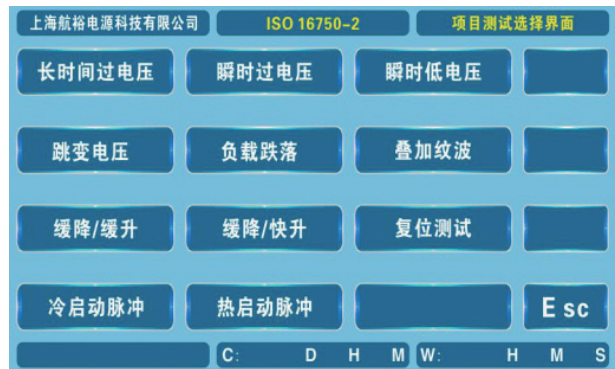 上海航裕电源科技有限公司 ISO 16750-2 项目测试选择界面
长时间过电压 瞬时过电压 瞬时低电压
跳变电压 负载跌落 叠加纹波
缓降/缓升 缓降/快升 复位测试
冷启动脉冲 热启动脉冲 Esc
C: D H M W: H M S